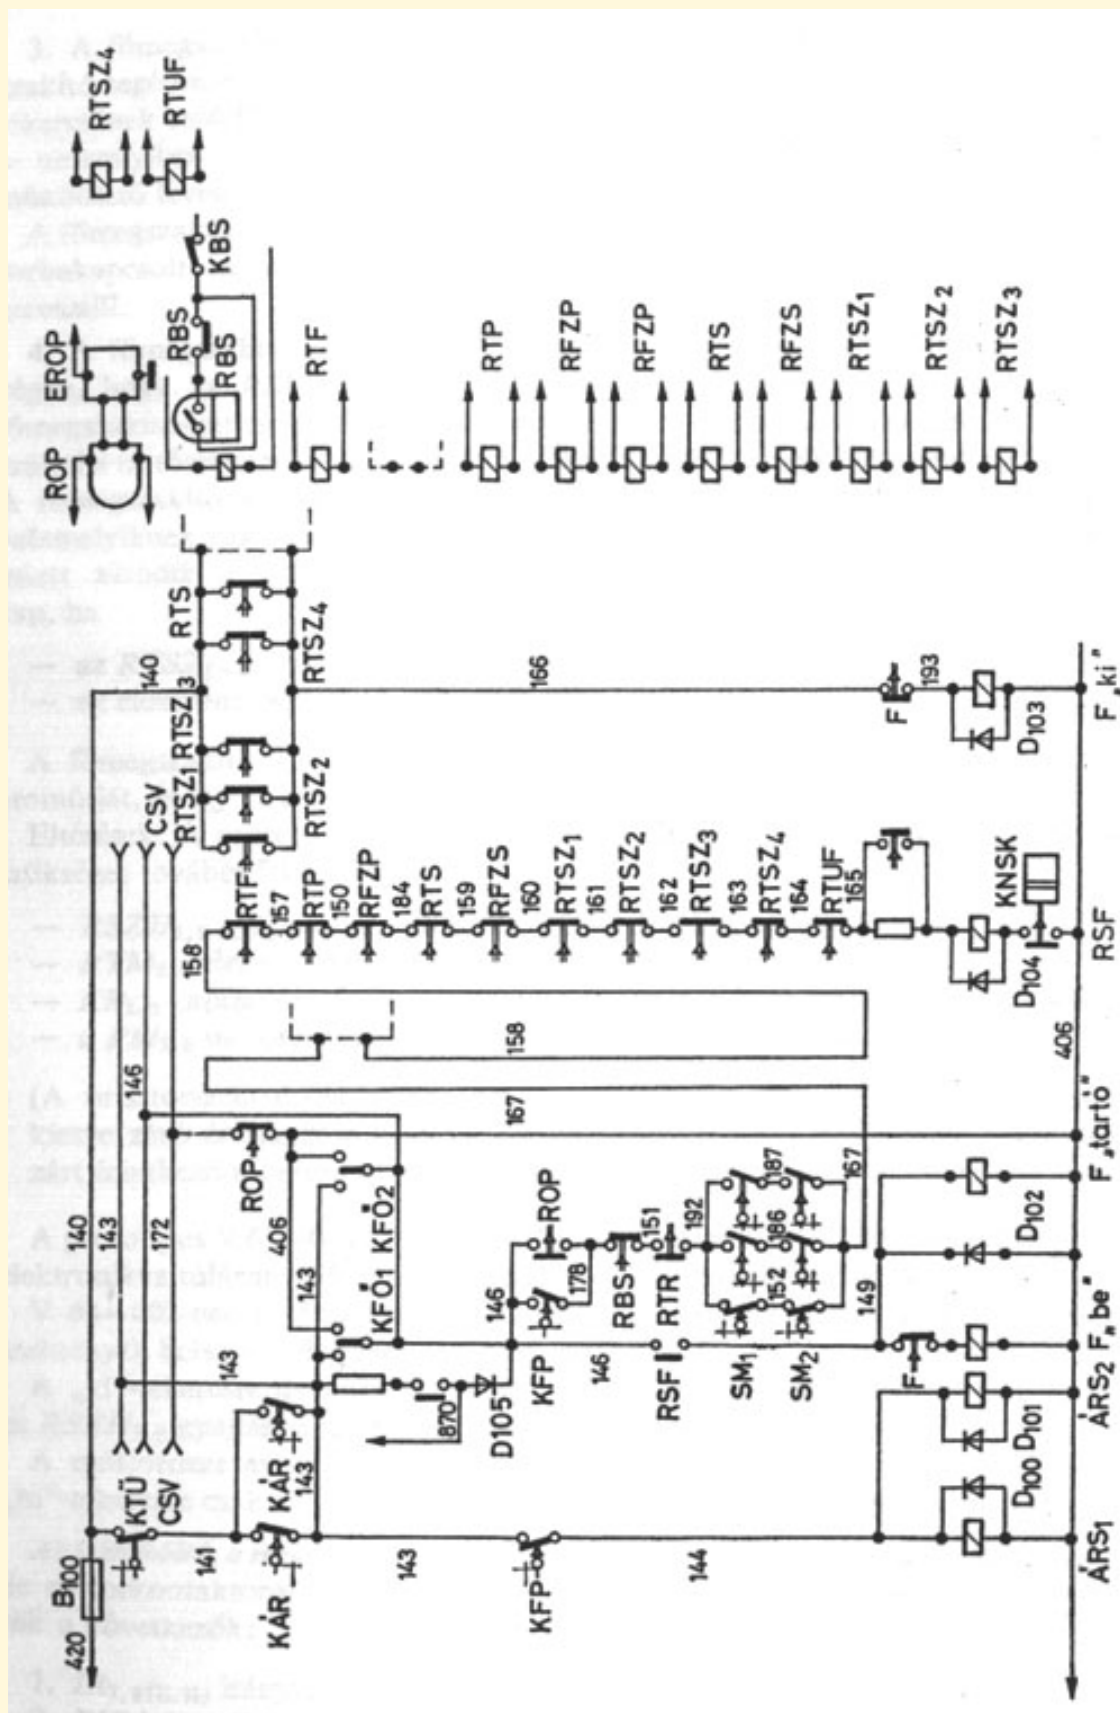 420
B100
KTÜ
CSV
140
143
146
172
CSV
140
141
KÁR
KÁR
143
143
143
406
ROP
KFÖ1 KFÖ2
870
D105
146
KFP
ROP
178
KFP
143
144
146
RBS
151
RTR
RSF
192
SM1
SM2
152
186
187
167
149
F
158
167
158
RTF
157
RTP
150
RFZP
184
RTS
159
RFZS
160
RTSZ1
161
RTSZ2
162
RTSZ3
163
RTSZ4
164
RTUF
165
KNSK
D104
RTSZ1
RTSZ3
RTSZ2
RTS
RTSZ4
166
F
193
D103
D100
D101
D102
406
ÁRS1
ÁRS2
F„be”
F„tartó”
RSF
F„ki”
ROP
EROP
RTSZ4
RTUF
RBS
RBS
KBS
RTF
RTP
RFZP
RFZP
RTS
RFZS
RTSZ1
RTSZ2
RTSZ3